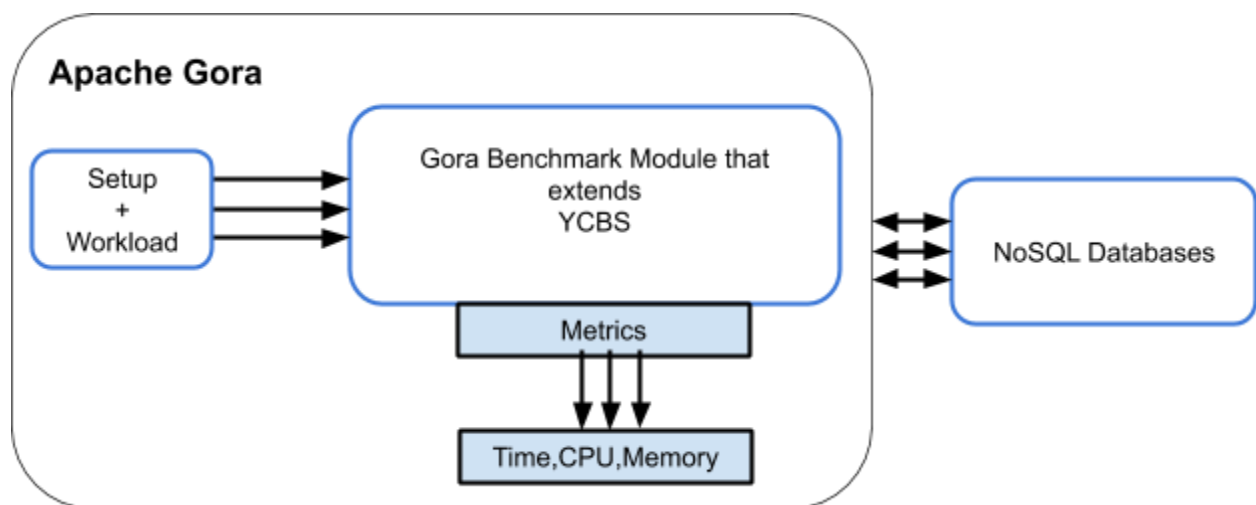 Apache Gora
Setup
+
Workload
Gora Benchmark Module that
extends
YCBS
Metrics
Time,CPU,Memory
NoSQL Databases